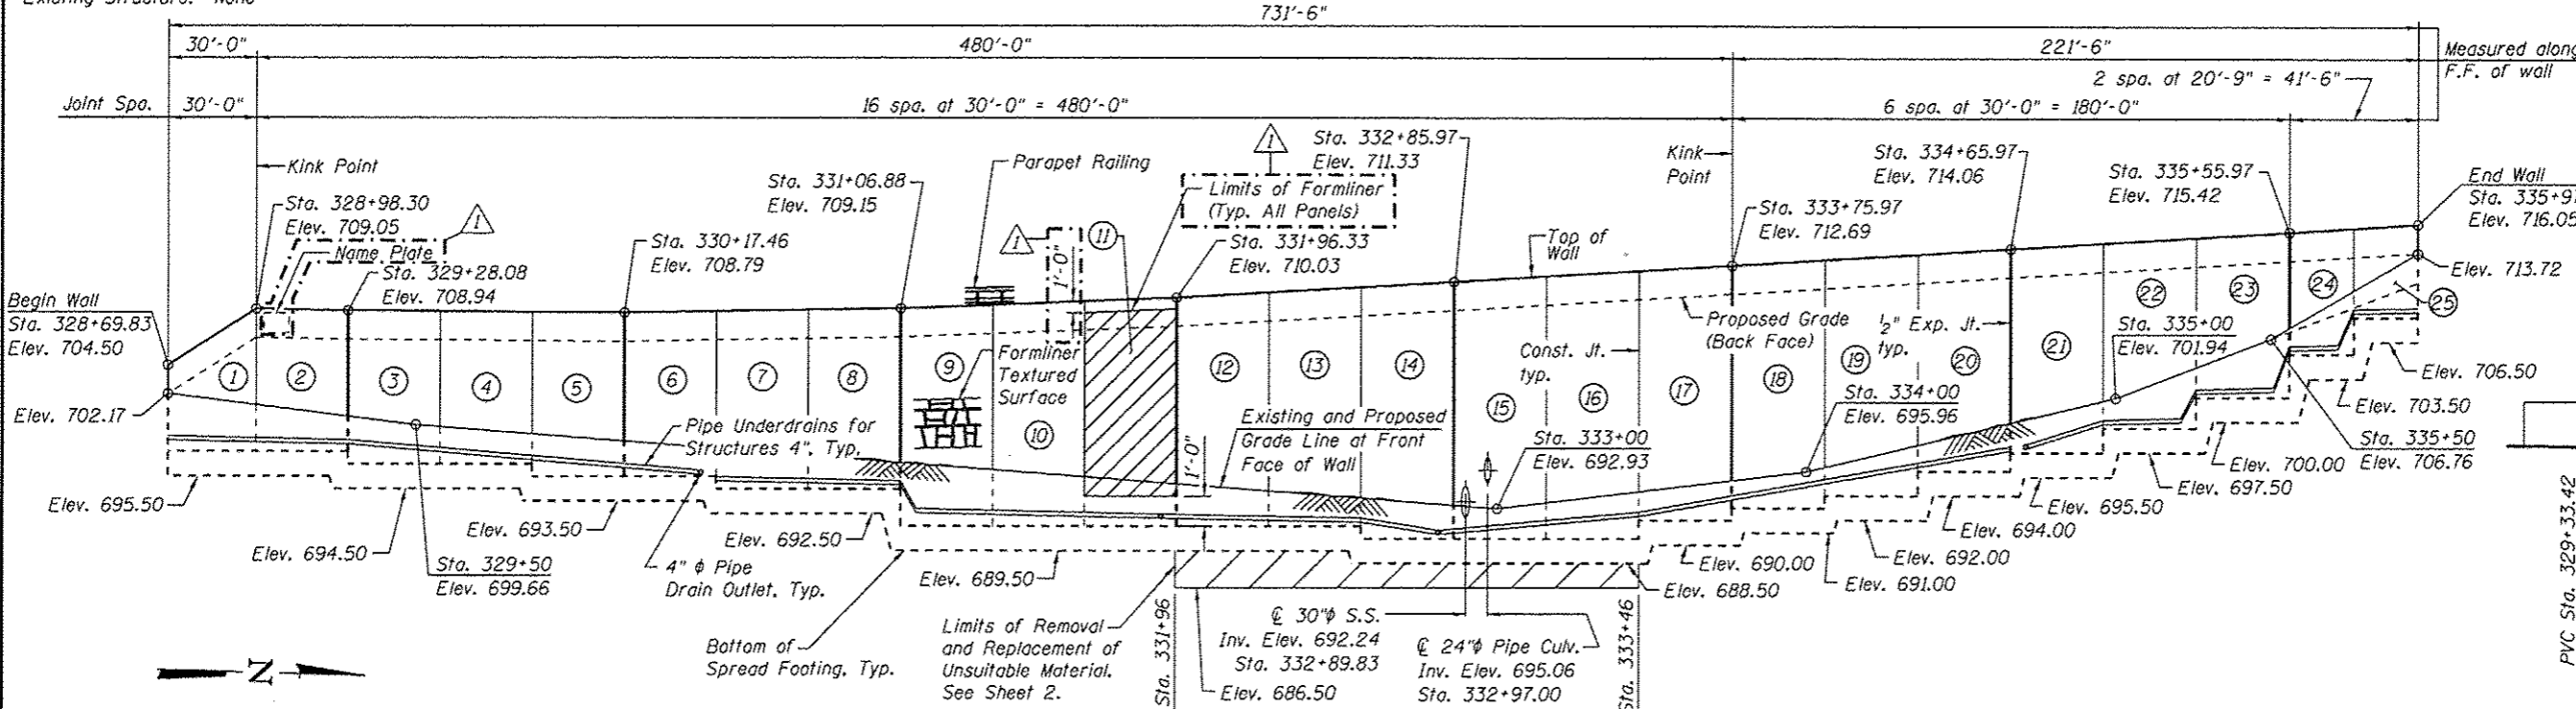 Existing Structure: None
731'-6"
30'-0"
480'-0"
221'-6"
Measured along
F.F. of wall
2 spa. at 20'-9" = 41'-6"
Joint Spa.
30'-0"
16 spa. at 30'-0" = 480'-0"
6 spa. at 30'-0" = 180'-0"
Kink Point
Sta. 328+98.30
Elev. 709.05
1
Name Plate
Sta. 329+28.08
Elev. 708.94
Sta. 330+17.46
Elev. 708.79
Sta. 331+06.88
Elev. 709.15
Parapet Railing
1
1'-0"
11
1
Limits of Formliner
(Typ. All Panels)
Sta. 331+96.33
Elev. 710.03
Sta. 332+85.97
Elev. 711.33
Top of
Wall
Kink
Point
Sta. 333+75.97
Elev. 712.69
Sta. 334+65.97
Elev. 714.06
Sta. 335+55.97
Elev. 715.42
End Wall
Sta. 335+97
Elev. 716.05
Elev. 713.72
Begin Wall
Sta. 328+69.83
Elev. 704.50
Elev. 702.17
1
2
3
4
5
6
7
8
9
Formliner
Textured
Surface
10
12
13
14
15
16
17
18
19
20
21
22
23
24
25
Const. Jt.
typ.
Proposed Grade
(Back Face)
1/2" Exp. Jt.
typ.
Pipe Underdrains for
Structures 4", Typ.
Existing and Proposed
Grade Line at Front
Face of Wall
1'-0"
Sta. 333+00
Elev. 692.93
Sta. 334+00
Elev. 695.96
Sta. 335+00
Elev. 701.94
Sta. 335+50
Elev. 706.76
Elev. 695.50
Elev. 694.50
Sta. 329+50
Elev. 699.66
Elev. 693.50
4" ϕ Pipe
Drain Outlet. Typ.
Elev. 692.50
Bottom of
Spread Footing, Typ.
Elev. 689.50
Limits of Removal
and Replacement of
Unsuitable Material.
See Sheet 2.
Sta. 331+96
Elev. 686.50
℄ 30"ϕ S.S.
Inv. Elev. 692.24
Sta. 332+89.83
℄ 24"ϕ Pipe Culv.
Inv. Elev. 695.06
Sta. 332+97.00
Sta. 333+46
Elev. 688.50
Elev. 690.00
Elev. 691.00
Elev. 692.00
Elev. 694.00
Elev. 695.50
Elev. 697.50
Elev. 700.00
Elev. 703.50
Elev. 706.50
N
PVC Sta. 329+33.42